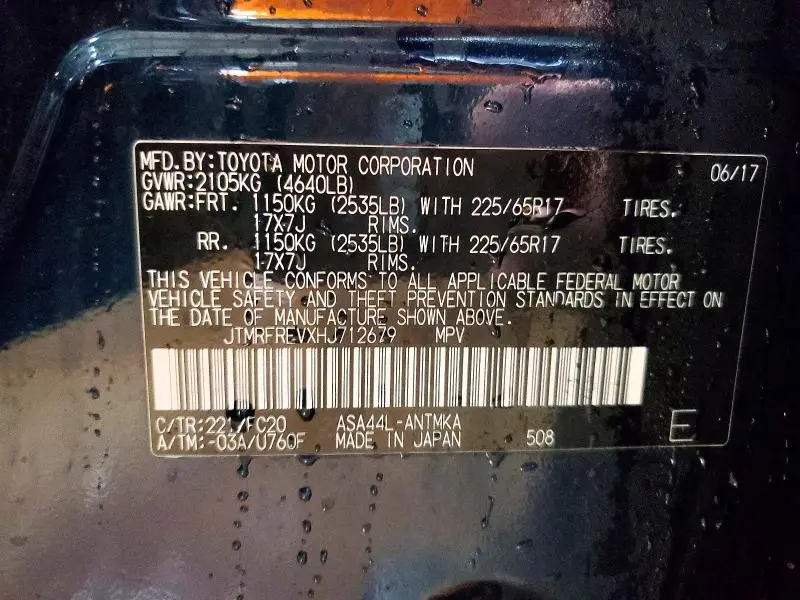 MFD.BY:TOYOTA MOTOR CORPORATION 06/17
GVWR:2105KG (4640LB)
GAWR:FRT. 1150KG (2535LB) WITH 225/65R17 TIRES.
17X7J RIMS.
RR. 1150KG (2535LB) WITH 225/65R17 TIRES.
17X7J RIMS.
THIS VEHICLE CONFORMS TO ALL APPLICABLE FEDERAL MOTOR
VEHICLE SAFETY AND THEFT PREVENTION STANDARDS IN EFFECT ON
THE DATE OF MANUFACTURE SHOWN ABOVE.
JTMRFREVXHJ712679 MPV
C/TR:221/FC20 ASA44L-ANTMKA
A/TM:-03A/U760F MADE IN JAPAN 508 E